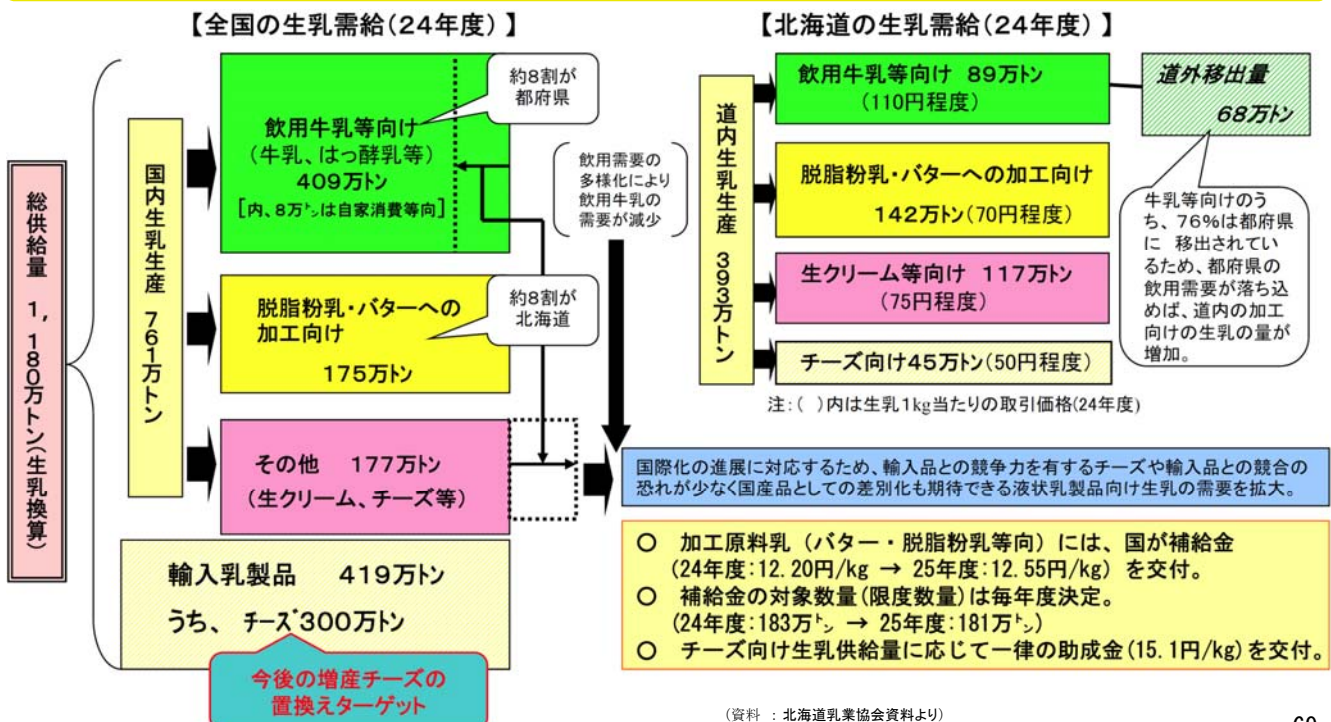 【全国の生乳需給(24年度)】
総供給量 1,180万トン(生乳換算)
国内生乳生産 761万トン
飲用牛乳等向け
(牛乳、はっ酵乳等)
409万トン
[内、8万トンは自家消費等向]
約8割が
都府県
脱脂粉乳・バターへの
加工向け
175万トン
約8割が
北海道
その他 177万トン
(生クリーム、チーズ等)
輸入乳製品 419万トン
うち、チーズ300万トン
今後の増産チーズの
置換えターゲット
飲用需要の
多様化により
飲用牛乳の
需要が減少
【北海道の生乳需給(24年度)】
道内生乳生産 393万トン
飲用牛乳等向け 89万トン
(110円程度)
脱脂粉乳・バターへの加工向け
142万トン(70円程度)
生クリーム等向け 117万トン
(75円程度)
チーズ向け45万トン(50円程度)
道外移出量
68万トン
牛乳等向けのう
ち、76%は都府県
に 移出されてい
るため、都府県の
飲用需要が落ち込
めば、道内の加工
向けの生乳の量が
増加。
注:( )内は生乳1kg当たりの取引価格(24年度)
国際化の進展に対応するため、輸入品との競争力を有するチーズや輸入品との競合の
恐れが少なく国産品としての差別化も期待できる液状乳製品向け生乳の需要を拡大。
○ 加工原料乳(バター・脱脂粉乳等向)には、国が補給金
(24年度:12.20円/kg → 25年度:12.55円/kg) を交付。
○ 補給金の対象数量(限度数量)は毎年度決定。
(24年度:183万トン → 25年度:181万トン)
○ チーズ向け生乳供給量に応じて一律の助成金(15.1円/kg)を交付。
(資料 : 北海道乳業協会資料より)